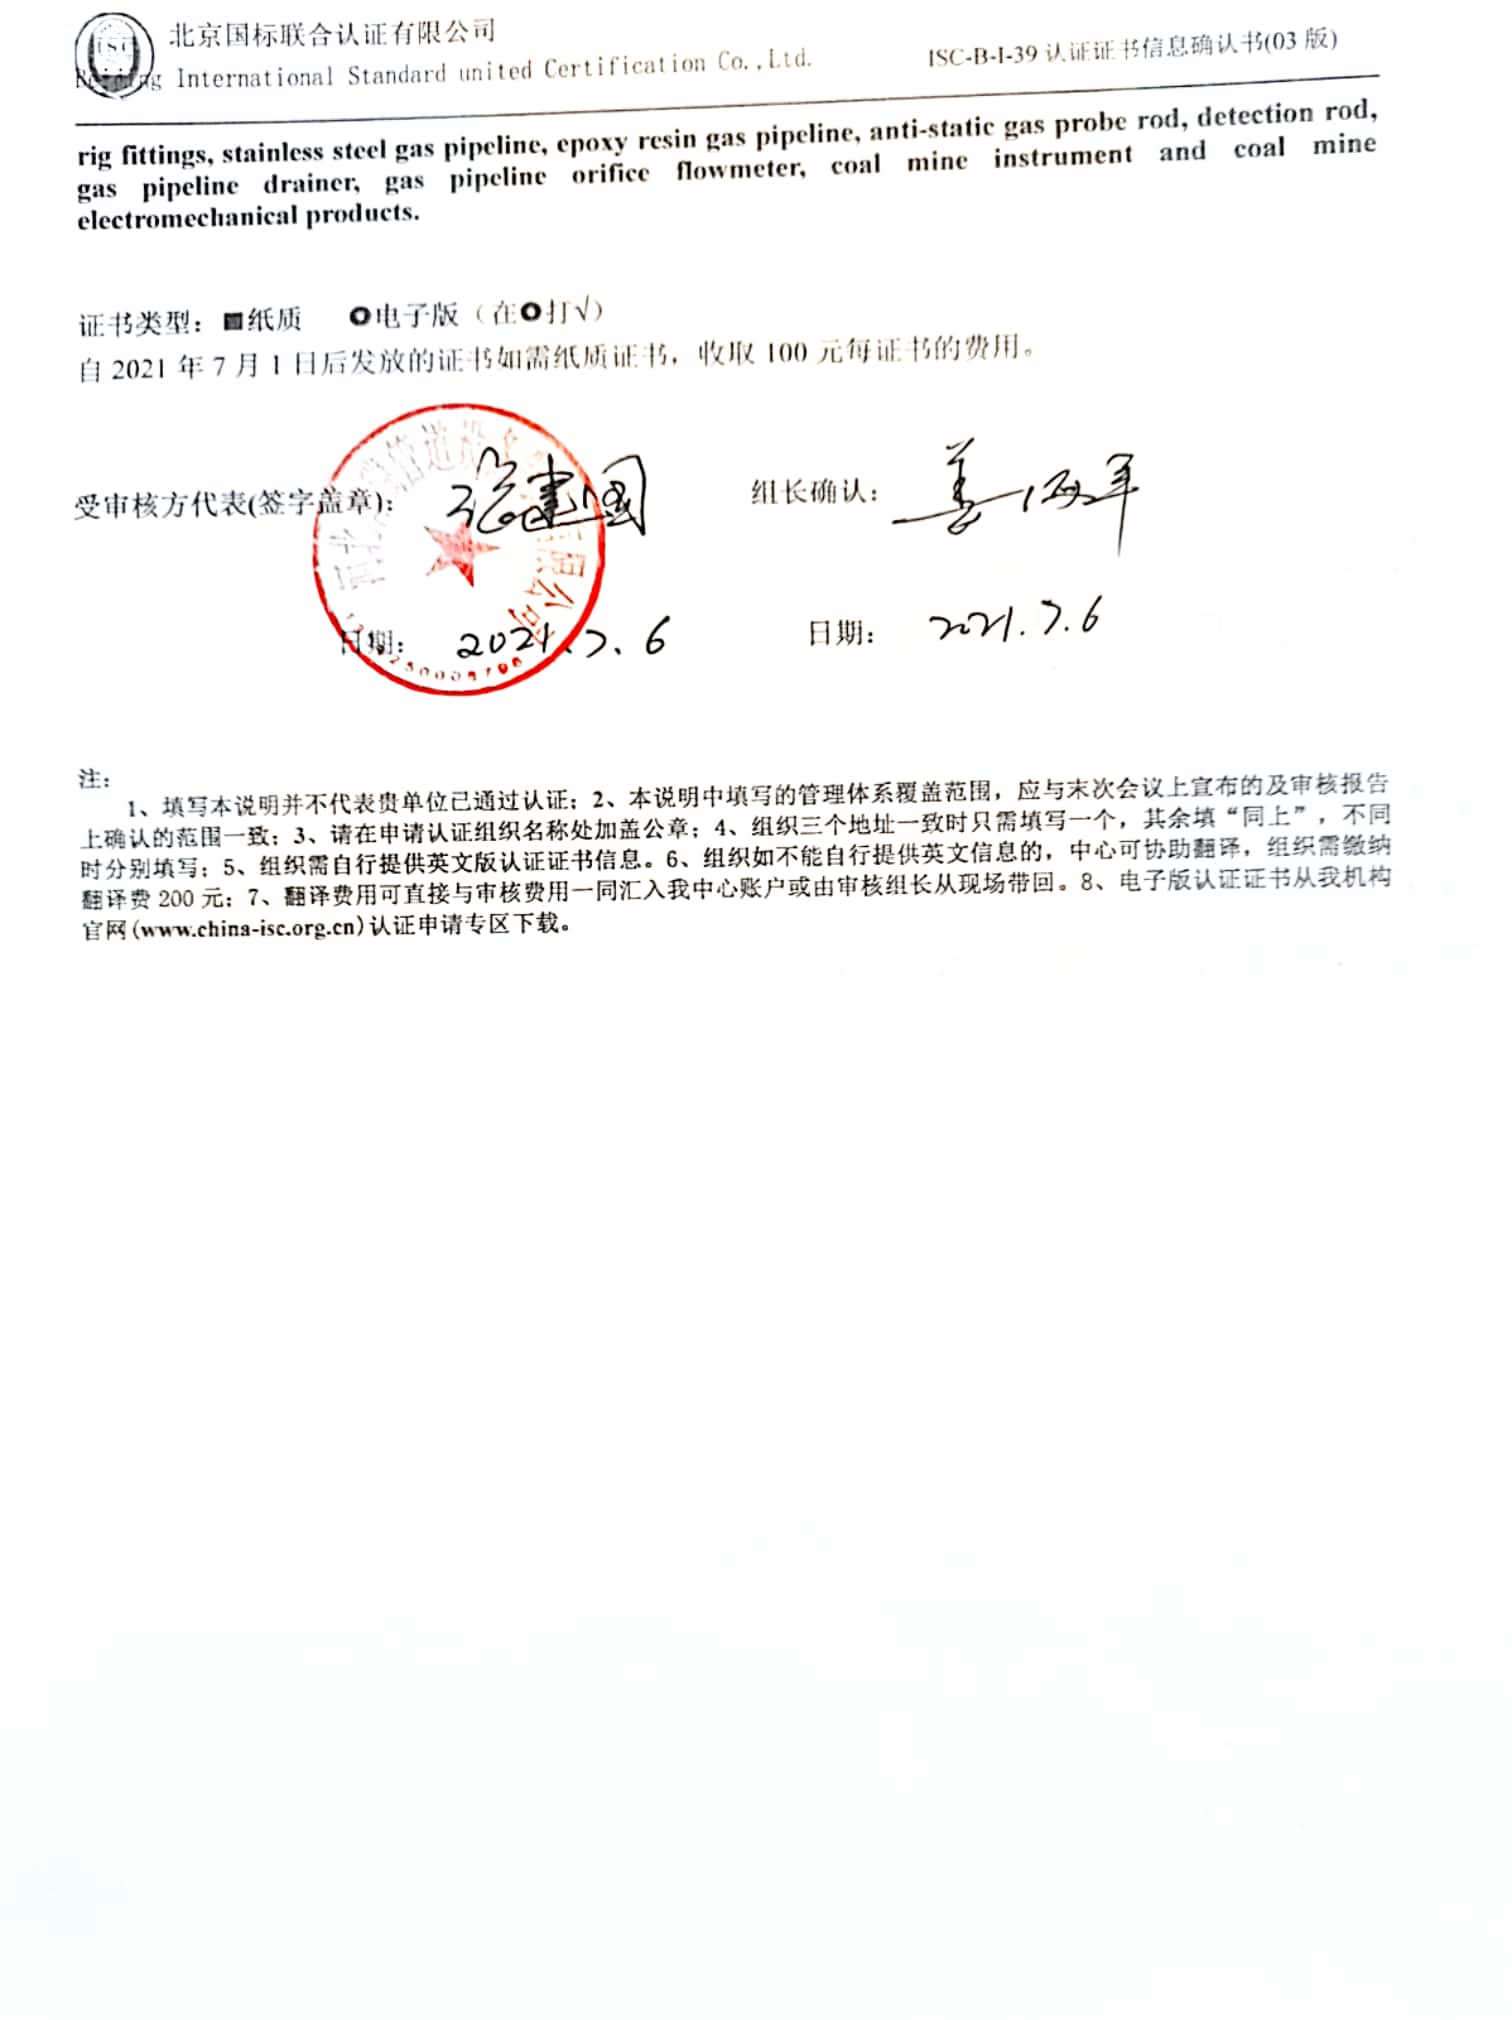 北京国标联合认证有限公司
Beijing International Standard united Certification Co.,Ltd.
ISC-B-I-39 认证证书信息确认书(03 版)
rig fittings, stainless steel gas pipeline, epoxy resin gas pipeline, anti-static gas probe rod, detection rod,
gas pipeline drainer, gas pipeline orifice flowmeter, coal mine instrument and coal mine
electromechanical products.
证书类型：■纸质 O电子版（在O打√）
自 2021 年 7 月 1 日后发放的证书如需纸质证书，收取 100 元每证书的费用。
受审核方代表(签字盖章)： 张建国 组长确认： 姜海军
日期： 2021.7.6 日期： 2021.7.6
管道 有限公司
注：
1、填写本说明并不代表贵单位已通过认证；2、本说明中填写的管理体系覆盖范围，应与末次会议上宣布的及审核报告
上确认的范围一致；3、请在申请认证组织名称处加盖公章；4、组织三个地址一致时只需填写一个，其余填“同上”，不同
时分别填写；5、组织需自行提供英文版认证证书信息。6、组织如不能自行提供英文信息的，中心可协助翻译，组织需缴纳
翻译费 200 元；7、翻译费用可直接与审核费用一同汇入我中心账户或由审核组长从现场带回。8、电子版认证证书从我机构
官网(www.china-isc.org.cn)认证申请专区下载。